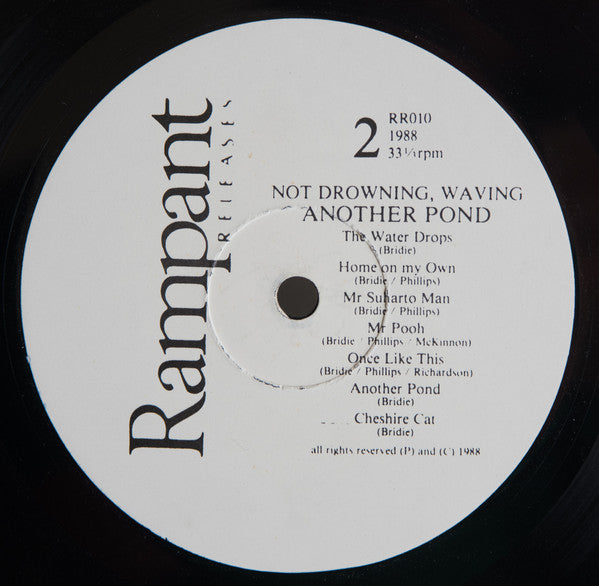 Rampant
RELEASES
2
RR010
1988
33⅓rpm
NOT DROWNING, WAVING
ANOTHER POND
The Water Drops
(Bridie)
Home on my Own
(Bridie / Phillips)
Mr Suharto Man
(Bridie / Phillips)
Mr Pooh
(Bridie / Phillips / McKinnon)
Once Like This
(Bridie / Phillips / Richardson)
Another Pond
(Bridie)
Cheshire Cat
(Bridie)
all rights reserved (P) and (C) 1988